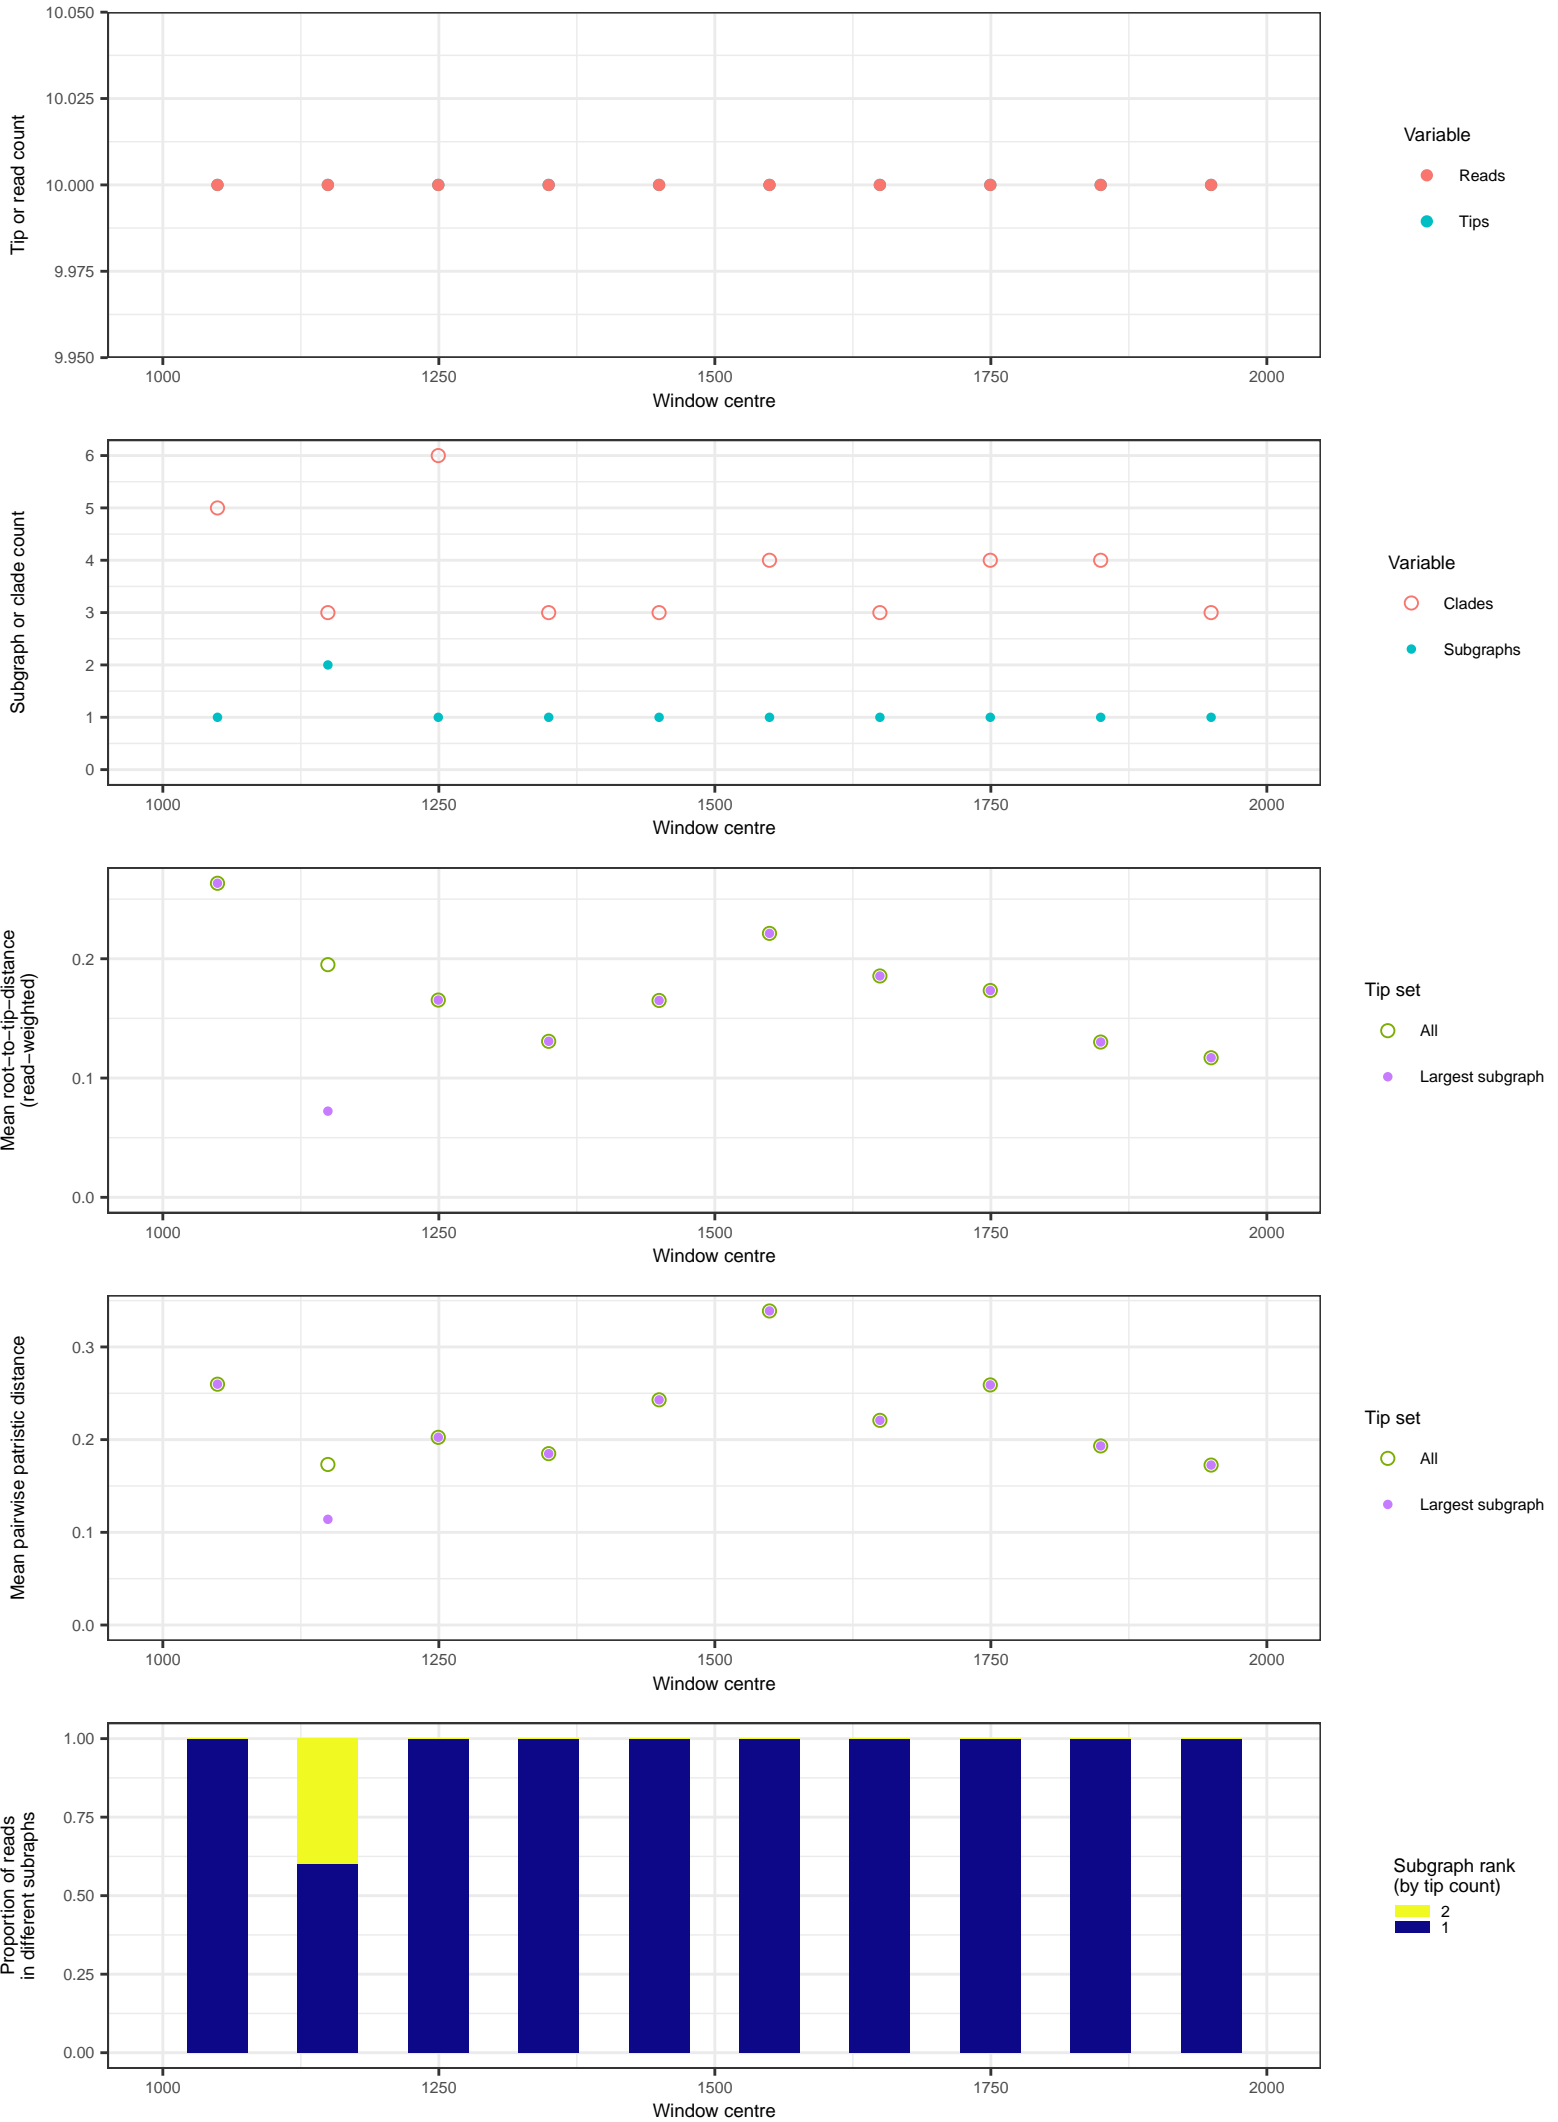 10.050
10.025
10.000
9.975
9.950
Tip or read count
1000 1250 1500 1750 2000
Window centre
Variable
Reads
Tips
6
5
4
3
2
1
0
Subgraph or clade count
1000 1250 1500 1750 2000
Window centre
Variable
Clades
Subgraphs
0.2
0.1
0.0
Mean root−to−tip−distance
(read−weighted)
1000 1250 1500 1750 2000
Window centre
Tip set
All
Largest subgraph
0.3
0.2
0.1
0.0
Mean pairwise patristic distance
1000 1250 1500 1750 2000
Window centre
Tip set
All
Largest subgraph
1.00
0.75
0.50
0.25
0.00
Proportion of reads
in different subraphs
1000 1250 1500 1750 2000
Window centre
Subgraph rank
(by tip count)
2
1